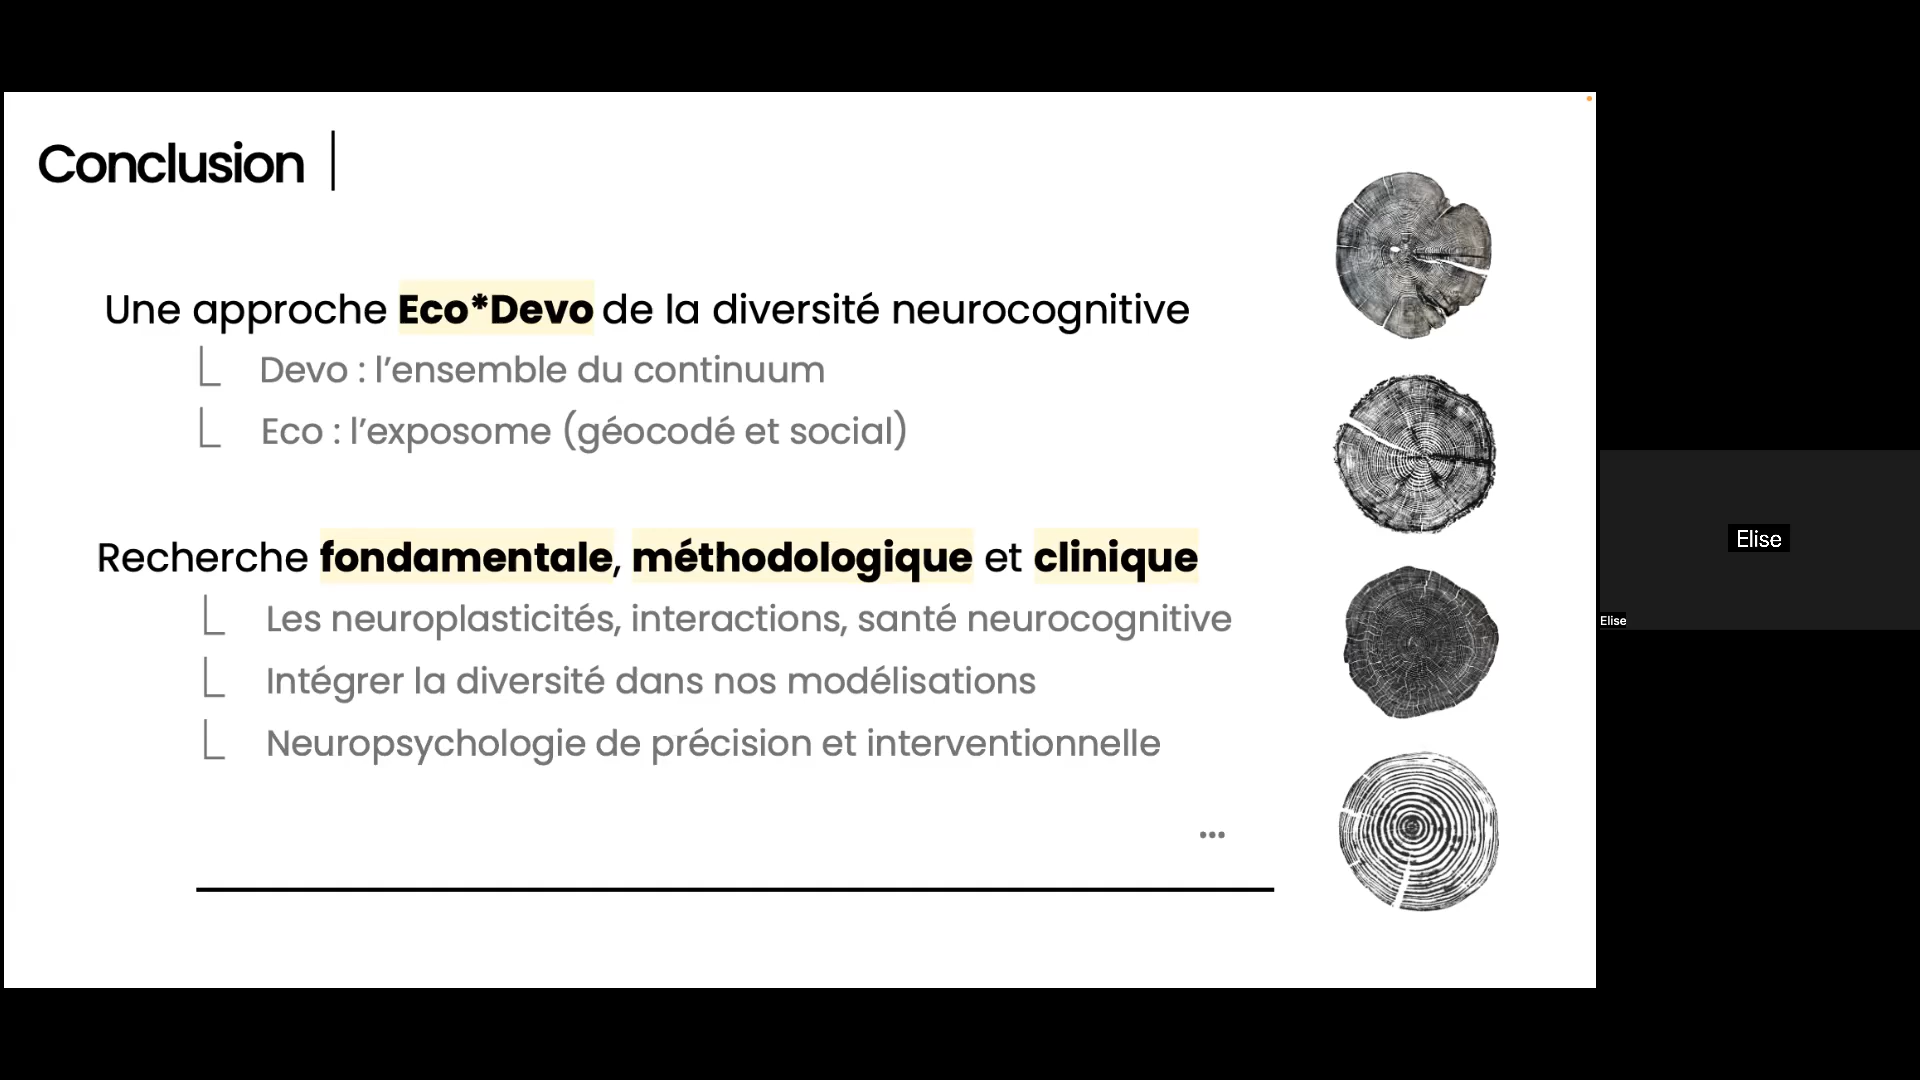 Conclusion
Une approche Eco*Devo de la diversité neurocognitive
Devo : l’ensemble du continuum
Eco : l’exposome (géocodé et social)
Recherche fondamentale, méthodologique et clinique
Les neuroplasticités, interactions, santé neurocognitive
Intégrer la diversité dans nos modélisations
Neuropsychologie de précision et interventionnelle
...
Elise
Elise